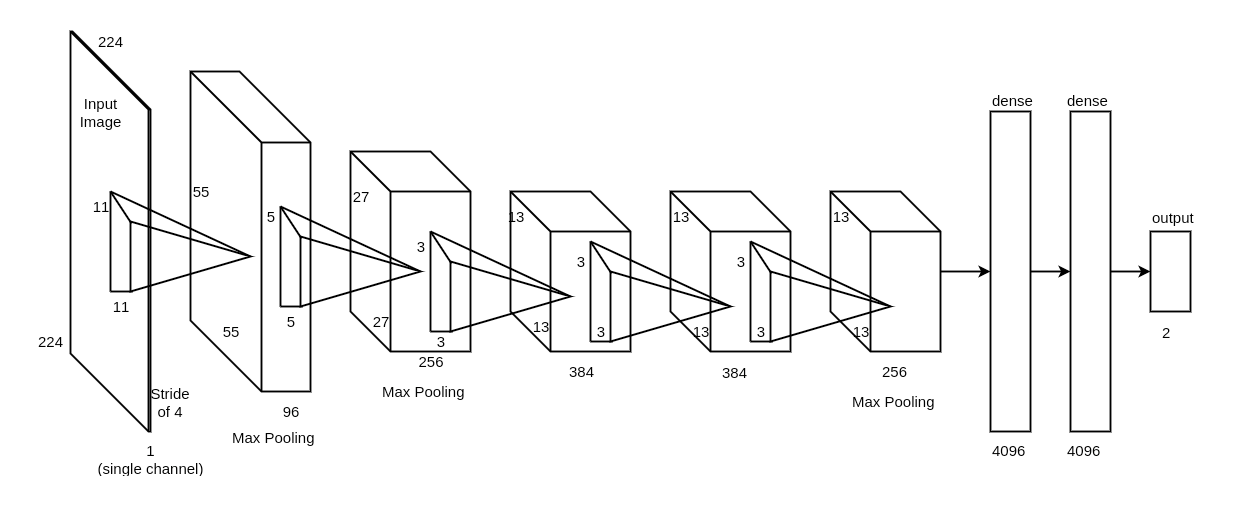 224
Input
Image
11
11
224
Stride
of 4
1
(single channel)
55
55
5
5
96
Max Pooling
27
27
3
3
256
Max Pooling
13
13
3
3
384
13
13
3
3
384
13
13
256
Max Pooling
dense
4096
dense
4096
output
2